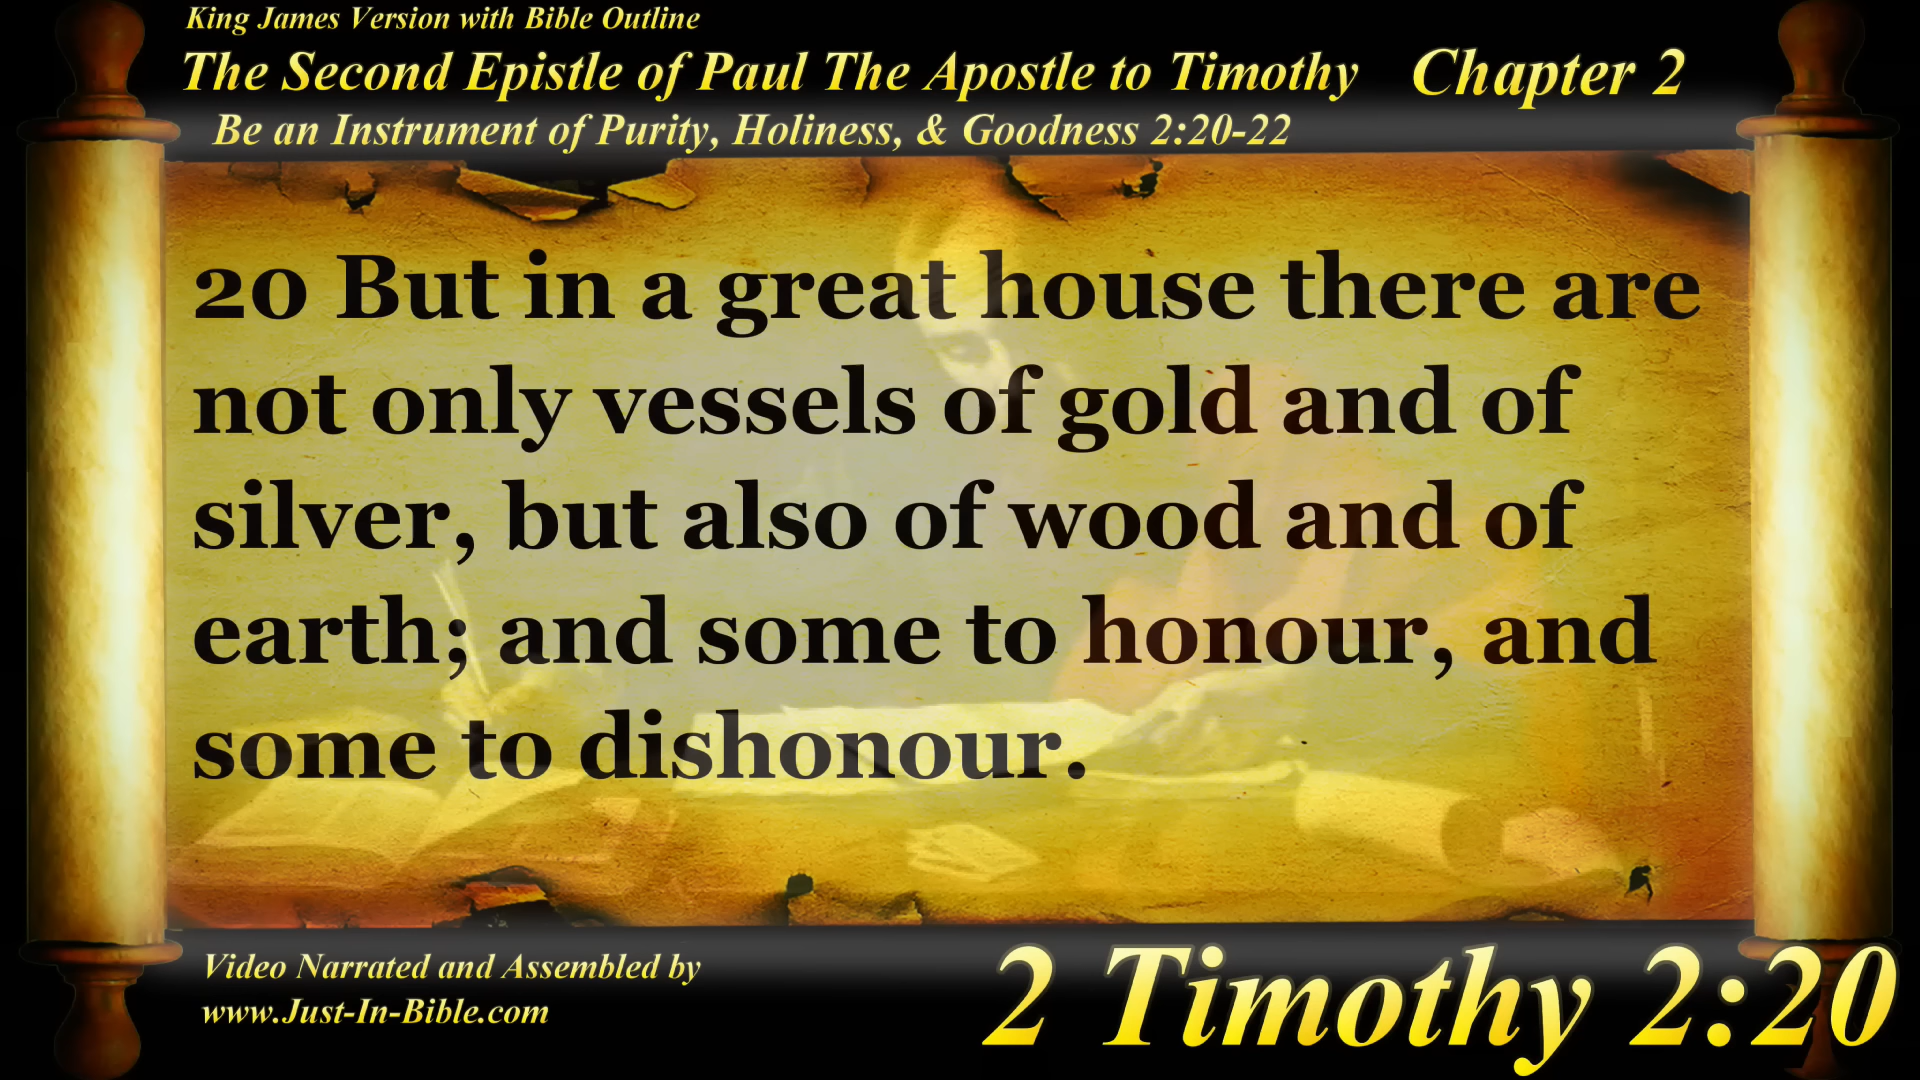 King James Version with Bible Outline
The Second Epistle of Paul The Apostle to Timothy Chapter 2
Be an Instrument of Purity, Holiness, & Goodness 2:20-22
20 But in a great house there are
not only vessels of gold and of
silver, but also of wood and of
earth; and some to honour, and
some to dishonour.
Video Narrated and Assembled by
www.Just-In-Bible.com
2 Timothy 2:20